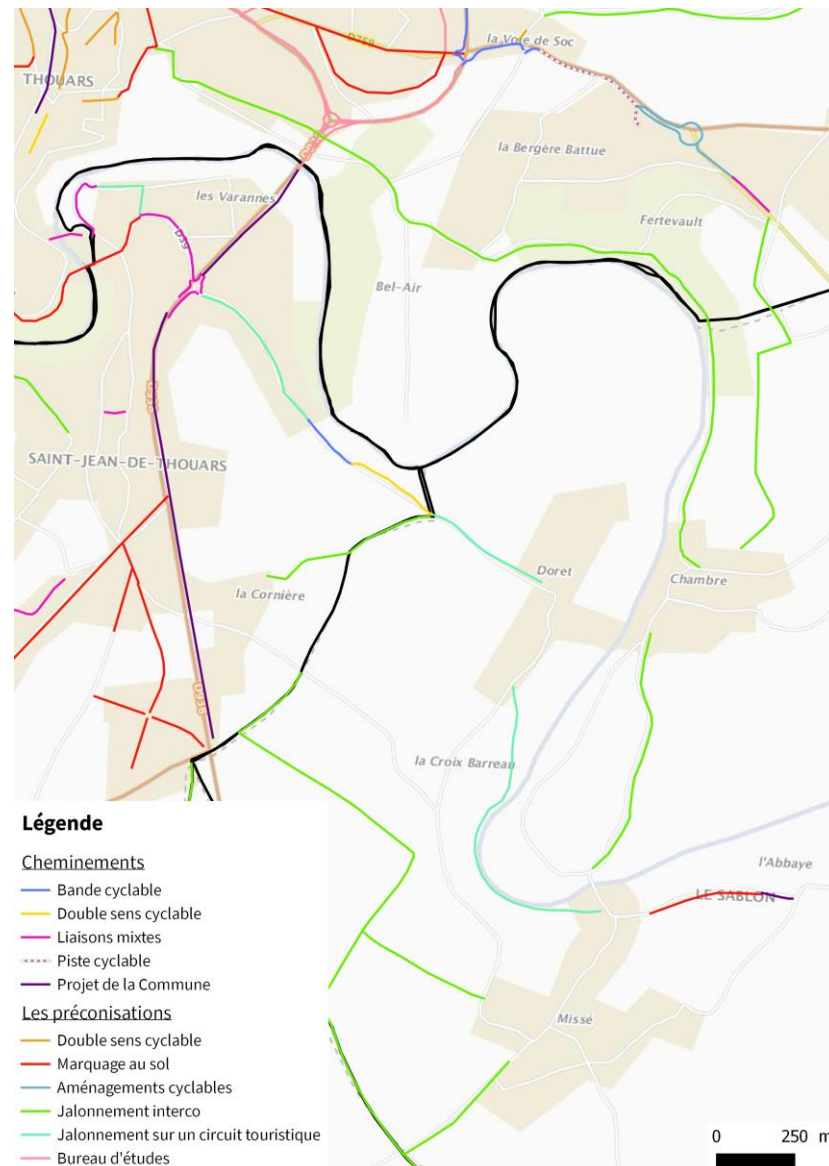 la Voie de Soc
D759
THOUARS
la Bergère Battue
les Varannes
Fertevault
D39
Bel-Air
SAINT-JEAN-DE-THOUARS
Doret
Chambre
la Cornière
D938
la Croix Barreau
Légende
Cheminements
l'Abbaye
Bande cyclable
LE SABLON
Double sens cyclable
Liaisons mixtes
Piste cyclable
Projet de la Commune
Les préconisations
Missé
Double sens cyclable
Marquage au sol
Aménagements cyclables
Jalonnement interco
Jalonnement sur un circuit touristique
0 250 m
Bureau d'études